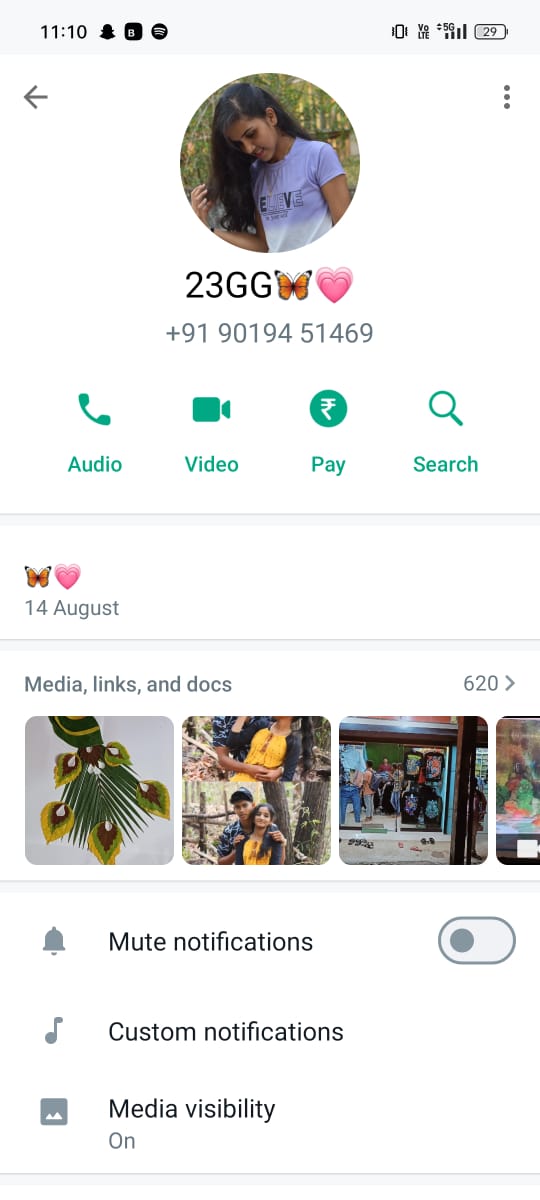 11:10 B Vo LTE 5G 29
ELIEVE
23GG🦋💗
+91 90194 51469
Audio Video Pay Search
🦋💗
14 August
Media, links, and docs 620
Mute notifications
Custom notifications
Media visibility
On